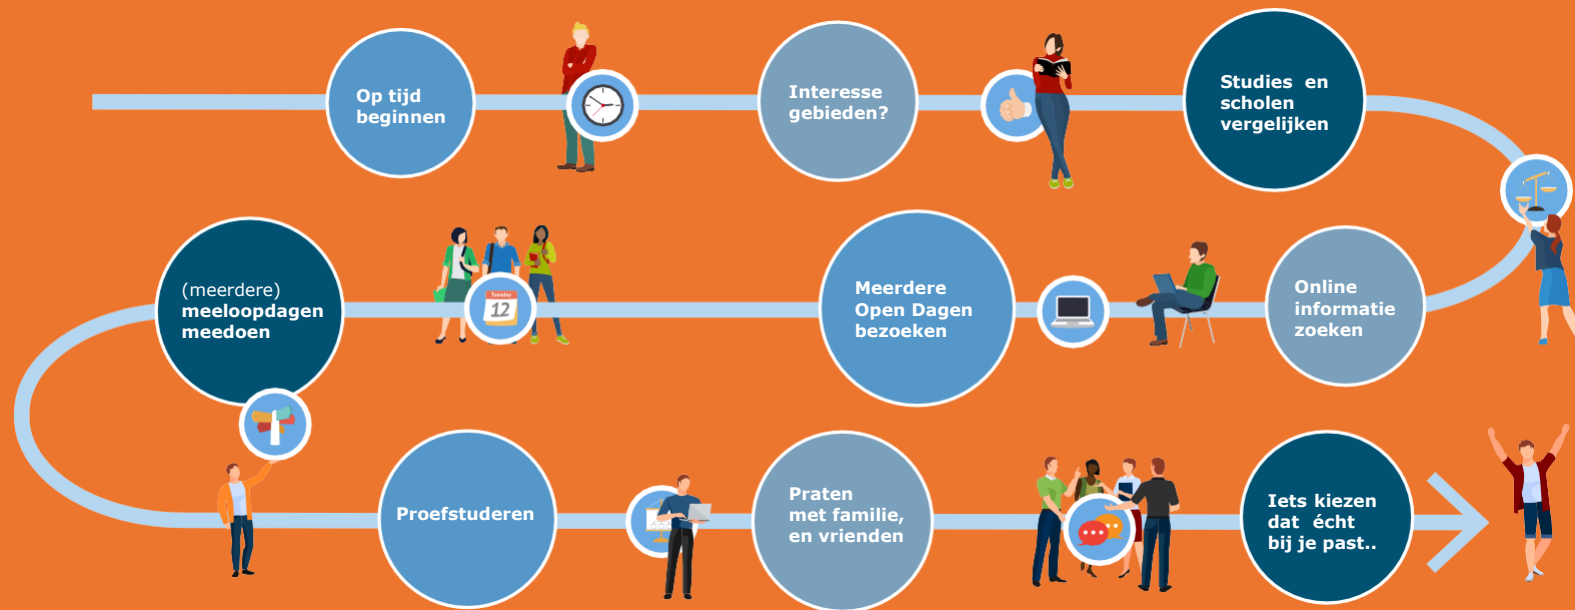 Op tijd
beginnen
Interesse
gebieden?
Studies en
scholen
vergelijken
Online
informatie
zoeken
Meerdere
Open Dagen
bezoeken
Tuesday
12
(meerdere)
meeloopdagen
meedoen
Proefstuderen
Praten
met familie,
en vrienden
Iets kiezen
dat écht
bij je past..